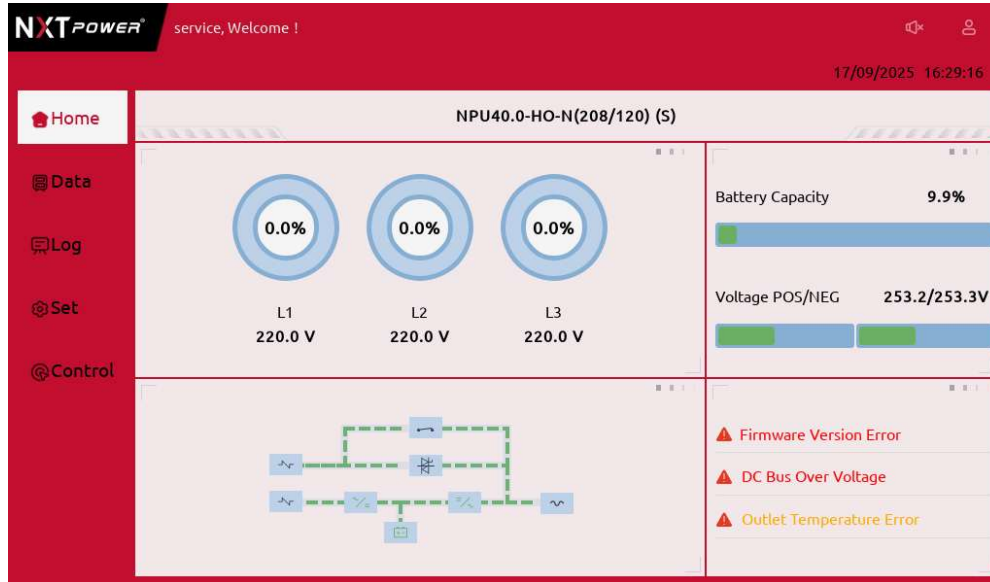 NXTPOWER®
service, Welcome !
17/09/2025 16:29:16
Home
Data
Log
Set
Control
NPU40.0-HO-N(208/120) (S)
0.0% 0.0% 0.0%
L1 L2 L3
220.0 V 220.0 V 220.0 V
Battery Capacity 9.9%
Voltage POS/NEG 253.2/253.3V
Firmware Version Error
DC Bus Over Voltage
Outlet Temperature Error